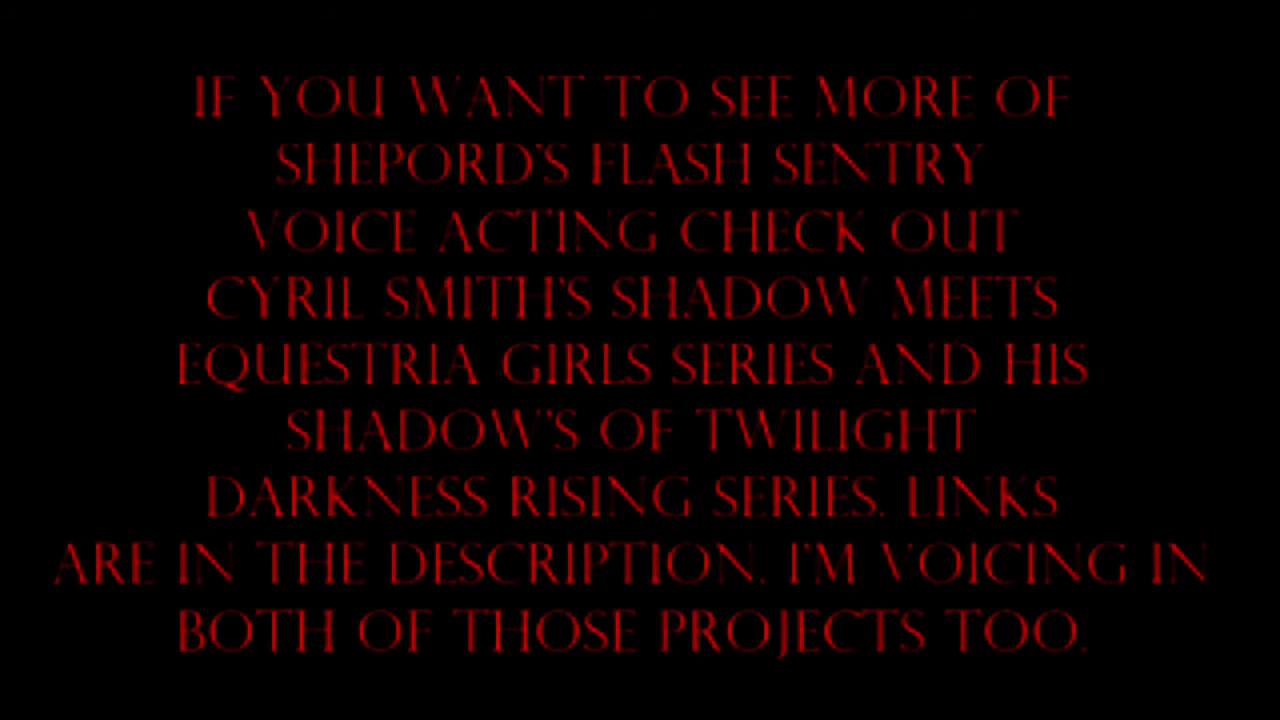 IF YOU WANT TO SEE MORE OF
SHEPORD'S FLASH SENTRY
VOICE ACTING CHECK OUT
CYRIL SMITH'S SHADOW MEETS
EQUESTRIA GIRLS SERIES AND HIS
SHADOW'S OF TWILIGHT
DARKNESS RISING SERIES. LINKS
ARE IN THE DESCRIPTION. I'M VOICING IN
BOTH OF THOSE PROJECTS TOO.